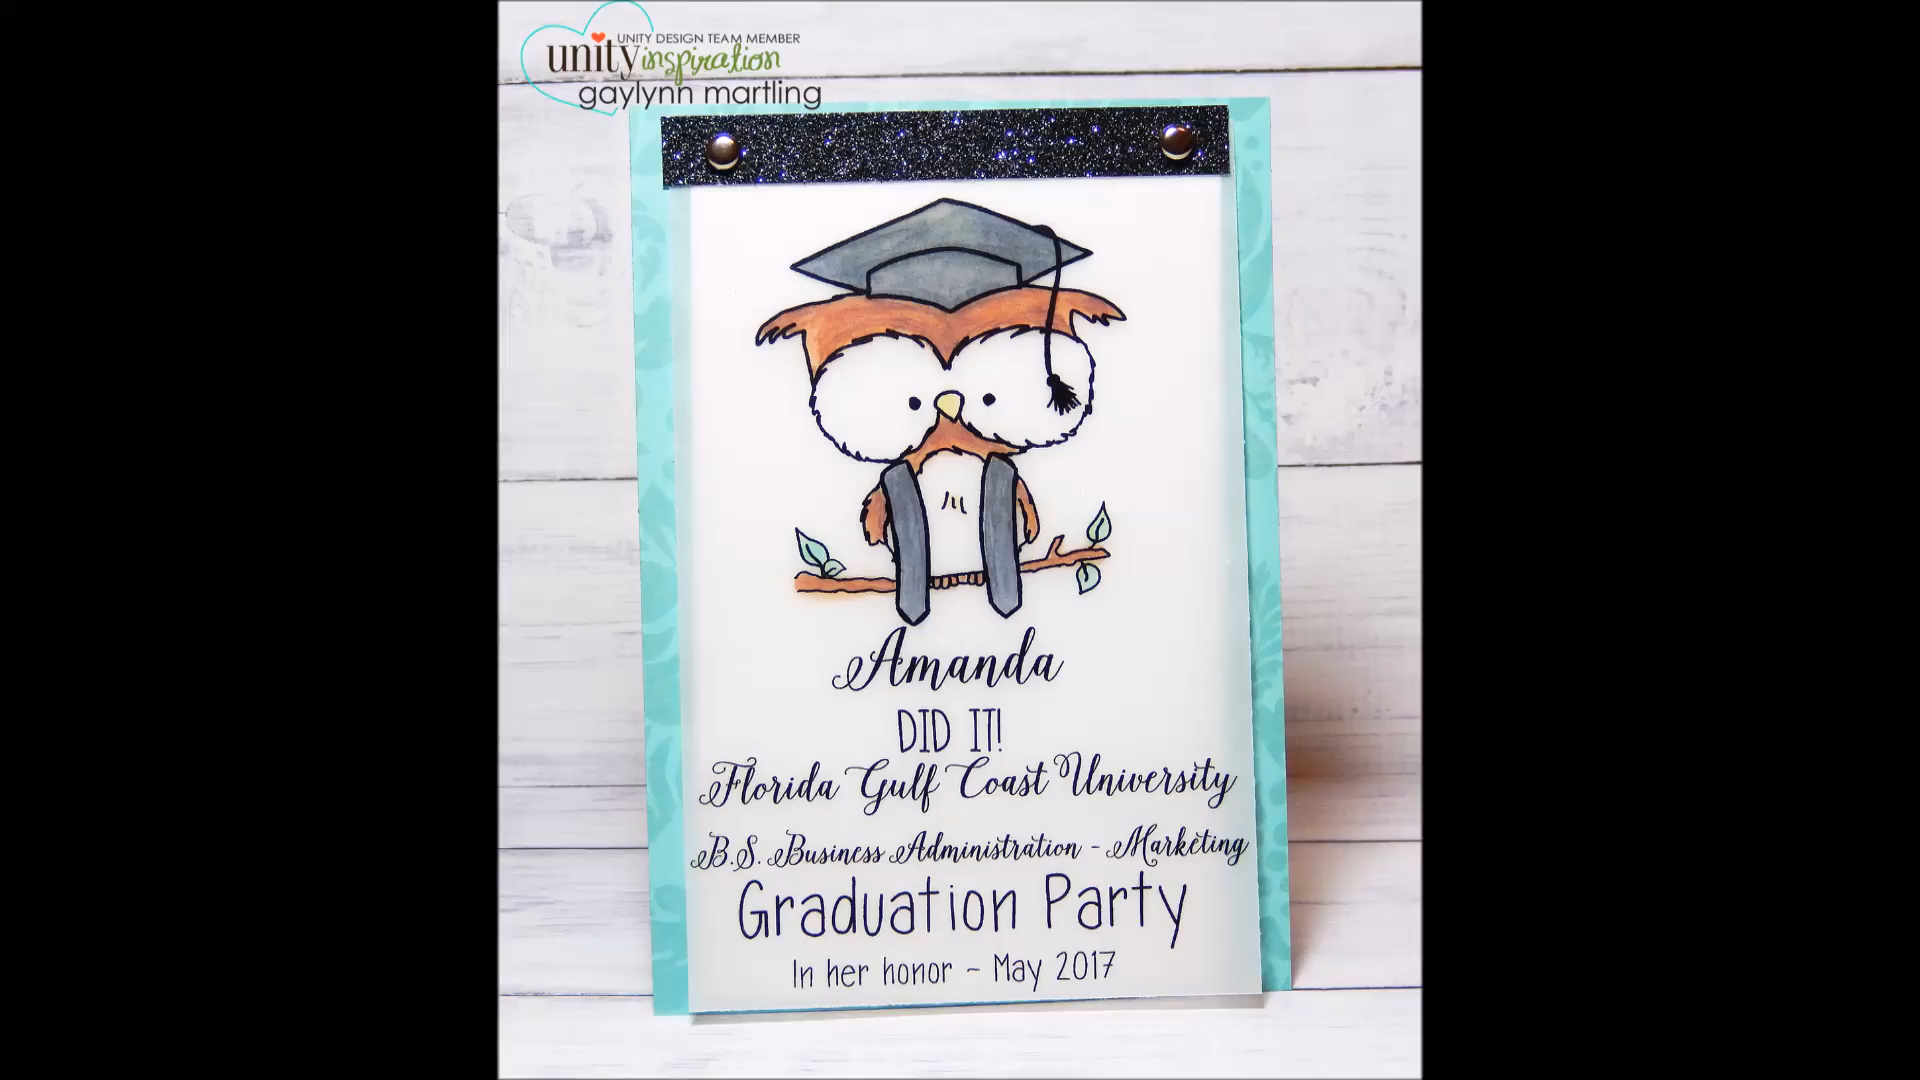 UNITY DESIGN TEAM MEMBER
unity inspiration
gaylynn martling
Amanda
DID IT!
Florida Gulf Coast University
B.S. Business Administration - Marketing
Graduation Party
In her honor - May 2017